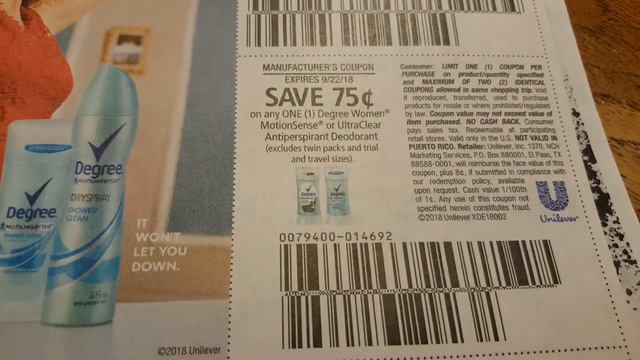 Degree
MOTIONSENSE
Degree
MOTIONSENSE
DRYSPRAY
SHOWER
CLEAN
48H
IT
WON'T
LET YOU
DOWN.
©2018 Unilever
MANUFACTURER'S COUPON
EXPIRES 9/22/18
SAVE 75¢
on any ONE (1) Degree Women®
MotionSense® or UltraClear
Antiperspirant Deodorant
(excludes twin packs and trial
and travel sizes).
0079400-014692
Consumer: LIMIT ONE (1) COUPON PER
PURCHASE on product/quantity specified
and MAXIMUM OF TWO (2) IDENTICAL
COUPONS allowed in same shopping trip. Void
if reproduced, transferred, used to purchase
products for resale or where prohibited/regulated
by law. Coupon value may not exceed value of
item purchased. NO CASH BACK. Consumer
pays sales tax. Redeemable at participating
retail stores. Valid only in the U.S. NOT VALID IN
PUERTO RICO. Retailer: Unilever, Inc. 1370, NCH
Marketing Services, P.O. Box 880001, El Paso, TX
88588-0001, will reimburse the face value of this
coupon, plus 8¢, if submitted in compliance with
our redemption policy, available
upon request. Cash value 1/100th
of 1¢. Any use of this coupon not
specified herein constitutes fraud.
©2018 Unilever XDE18002
Unilever